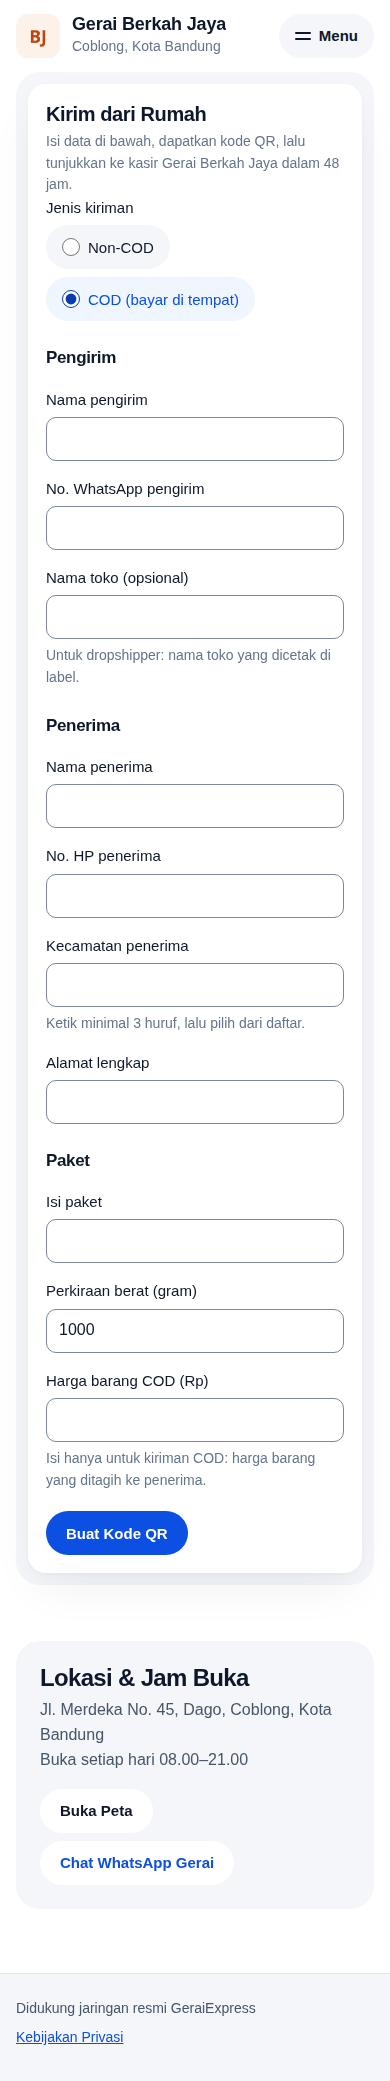 BJ
Gerai Berkah Jaya
Coblong, Kota Bandung
Menu
Kirim dari Rumah
Isi data di bawah, dapatkan kode QR, lalu
tunjukkan ke kasir Gerai Berkah Jaya dalam 48
jam.
Jenis kiriman
Non-COD
COD (bayar di tempat)
Pengirim
Nama pengirim
No. WhatsApp pengirim
Nama toko (opsional)
Untuk dropshipper: nama toko yang dicetak di
label.
Penerima
Nama penerima
No. HP penerima
Kecamatan penerima
Ketik minimal 3 huruf, lalu pilih dari daftar.
Alamat lengkap
Paket
Isi paket
Perkiraan berat (gram)
1000
Harga barang COD (Rp)
Isi hanya untuk kiriman COD: harga barang
yang ditagih ke penerima.
Buat Kode QR
Lokasi & Jam Buka
Jl. Merdeka No. 45, Dago, Coblong, Kota
Bandung
Buka setiap hari 08.00–21.00
Buka Peta
Chat WhatsApp Gerai
Didukung jaringan resmi GeraiExpress
Kebijakan Privasi